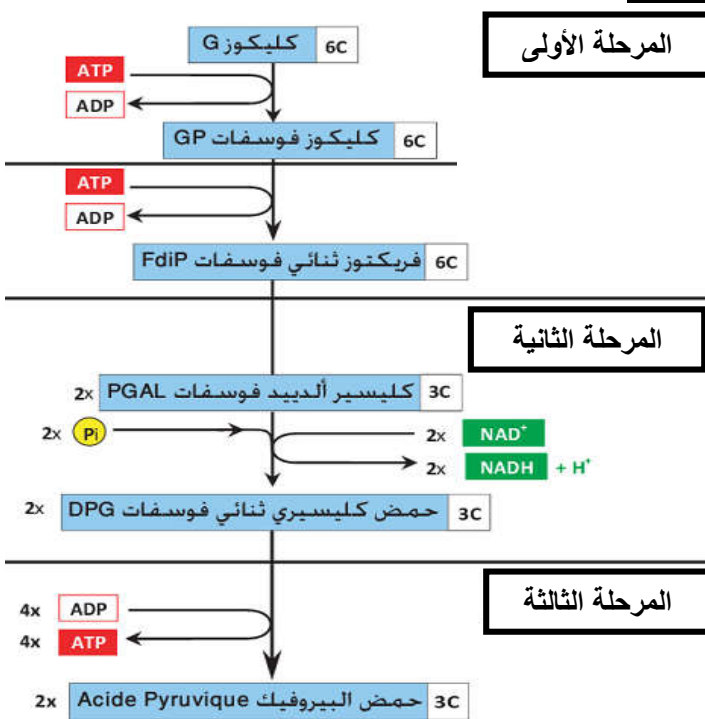 المرحلة الأولى
كليكوز G 6C
ATP
ADP
كليكوز فوسفات GP 6C
ATP
ADP
فريكتوز ثنائي فوسفات FdiP 6C
المرحلة الثانية
2x كليسير ألدييد فوسفات PGAL 3C
2x Pi
2x NAD⁺
2x NADH + H⁺
2x حمض كليسيري ثنائي فوسفات DPG 3C
المرحلة الثالثة
4x ADP
4x ATP
2x حمض البيروفيك Acide Pyruvique 3C